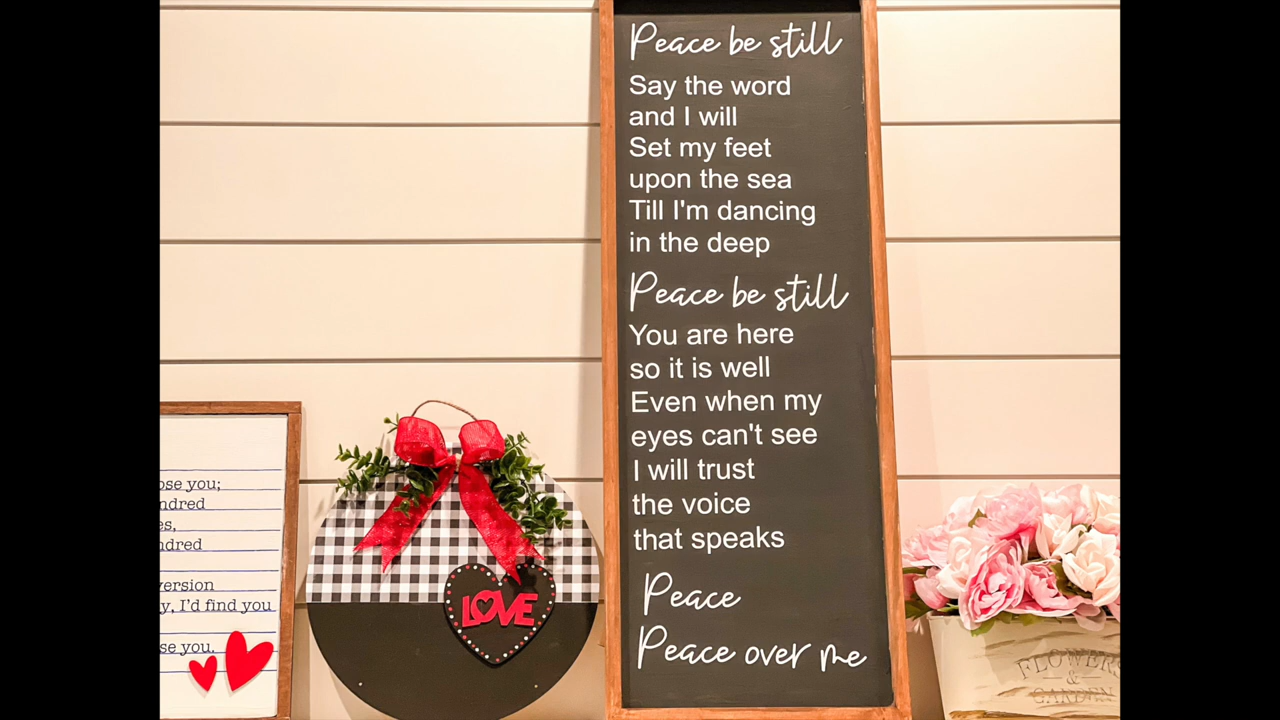 Peace be still
Say the word
and I will
Set my feet
upon the sea
Till I'm dancing
in the deep
Peace be still
You are here
so it is well
Even when my
eyes can't see
I will trust
the voice
that speaks
Peace
Peace over me
ose you;
ndred
es,
ndred
version
y, I'd find you
se you.
LOVE
FLOWERS
&
GARDEN